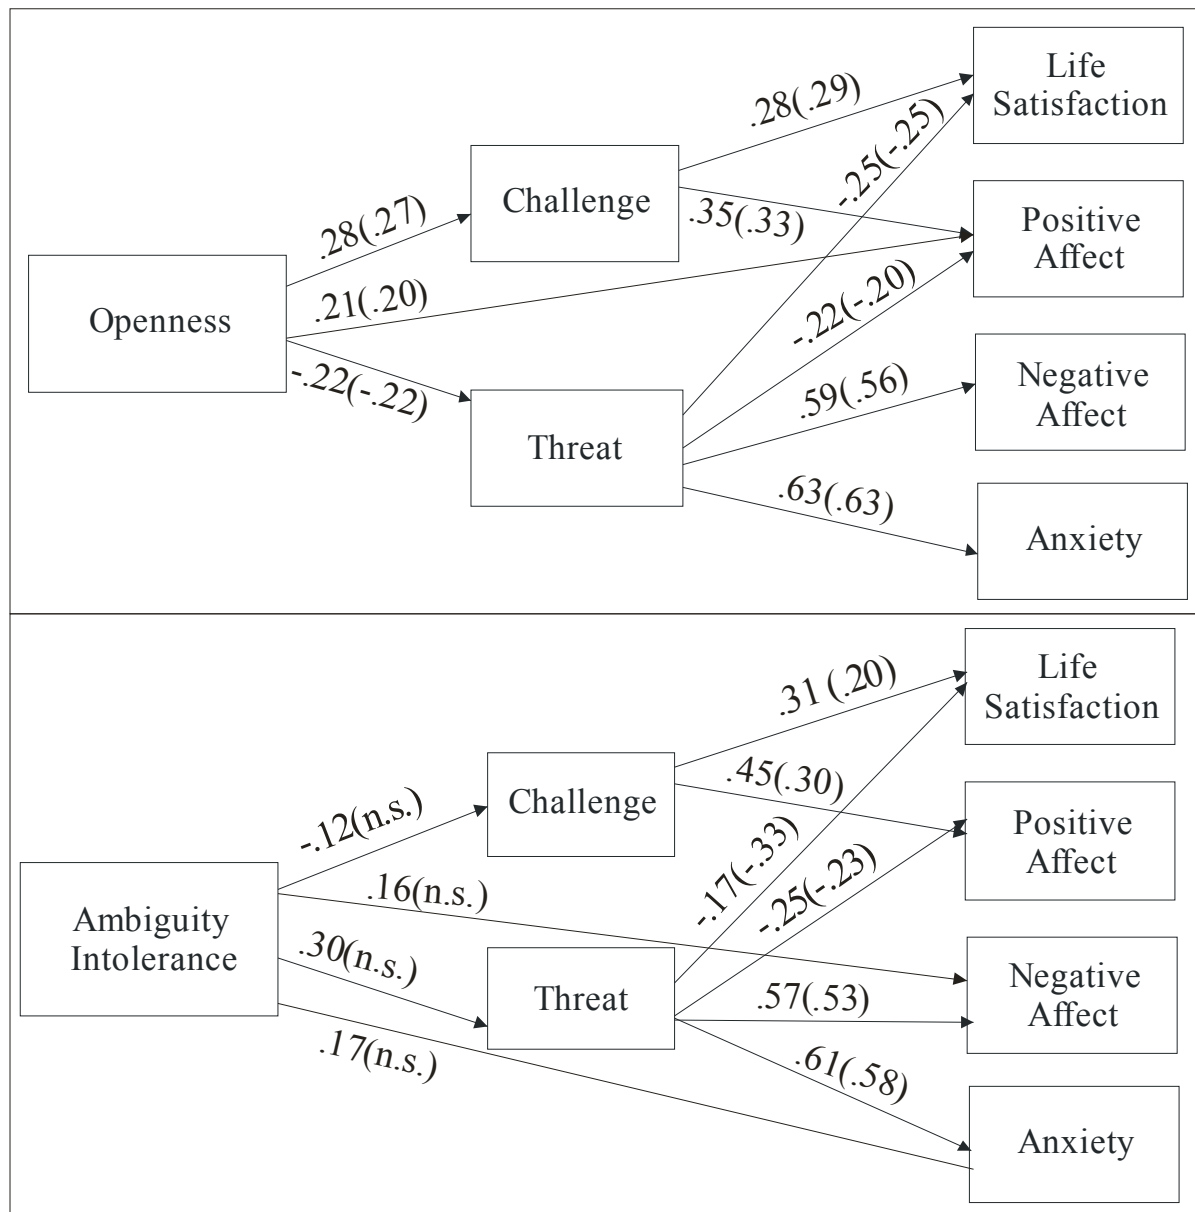 Life
Satisfaction
.28(.29)
-.25(-.25)
Challenge
.35(.33)
Positive
Affect
.28(.27)
.21(.20)
Openness
-.22(-.20)
-.22(-.22)
.59(.56)
Negative
Affect
Threat
.63(.63)
Anxiety
Life
Satisfaction
.31 (.20)
.45(.30)
Challenge
-.12(n.s.)
Positive
Affect
-.17(-.33)
-.25(-.23)
.16(n.s.)
Ambiguity
Intolerance
.30(n.s.)
Threat
Negative
Affect
.57(.53)
.17(n.s.)
.61(.58)
Anxiety